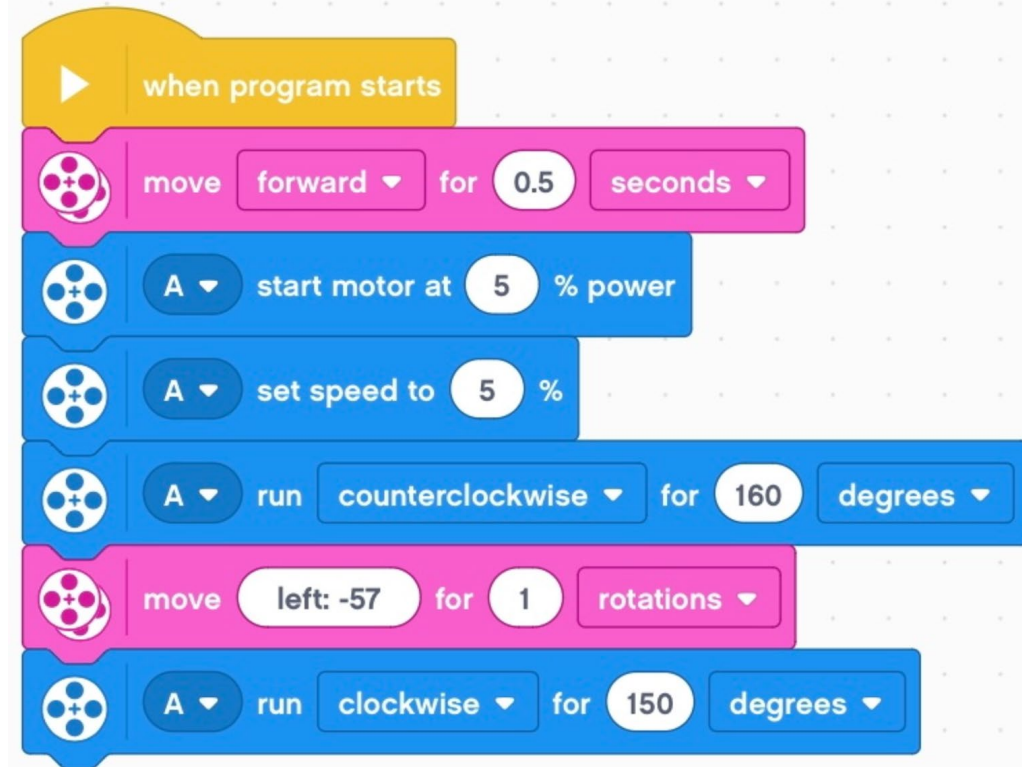 when program starts
move forward for 0.5 seconds
A start motor at 5 % power
A set speed to 5 %
A run counterclockwise for 160 degrees
move left: -57 for 1 rotations
A run clockwise for 150 degrees